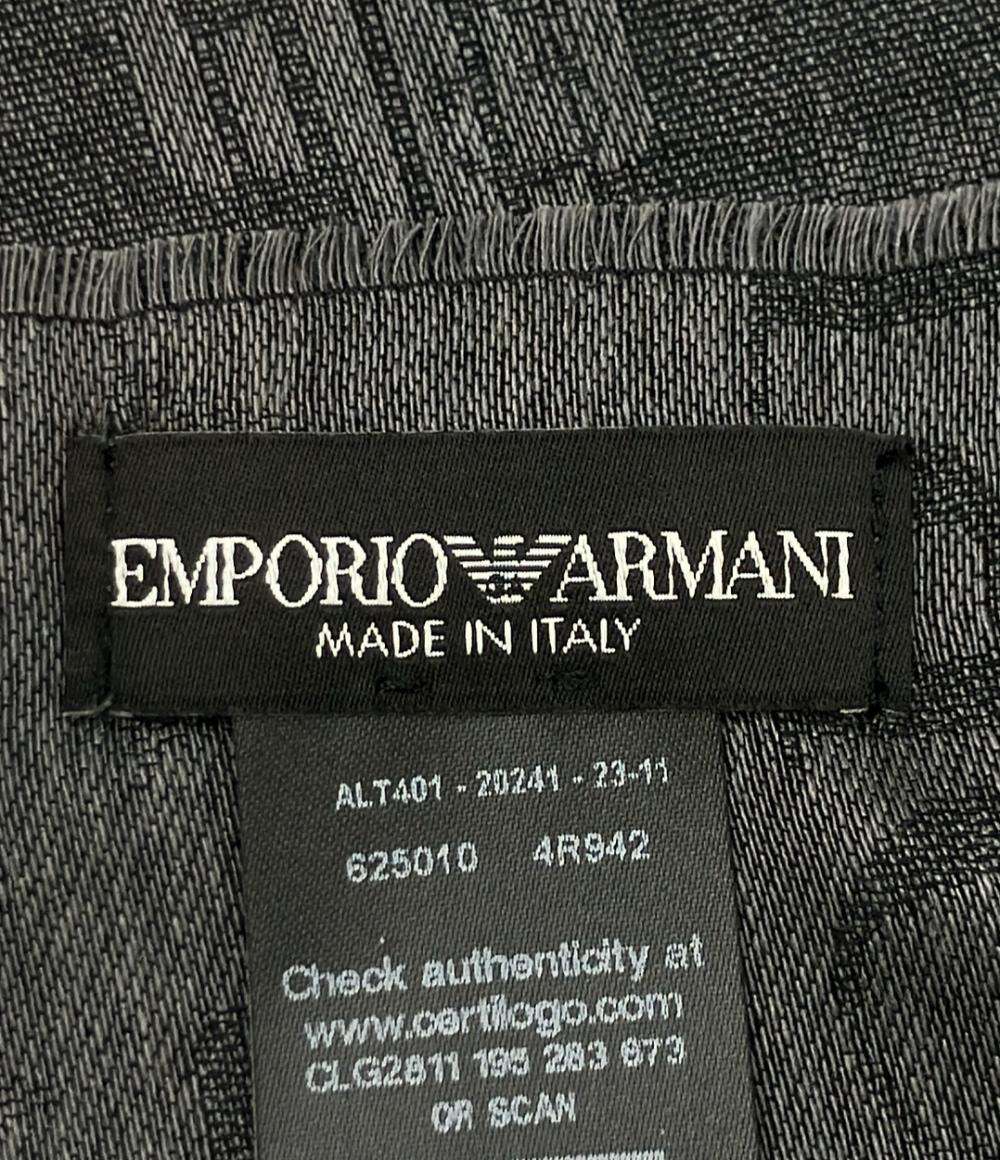 EMPORIO ARMANI
MADE IN ITALY
ALT401 - 20241 - 23-11
625010 4R942
Check authenticity at
www.certilogo.com
CLG2811 195 283 673
OR SCAN